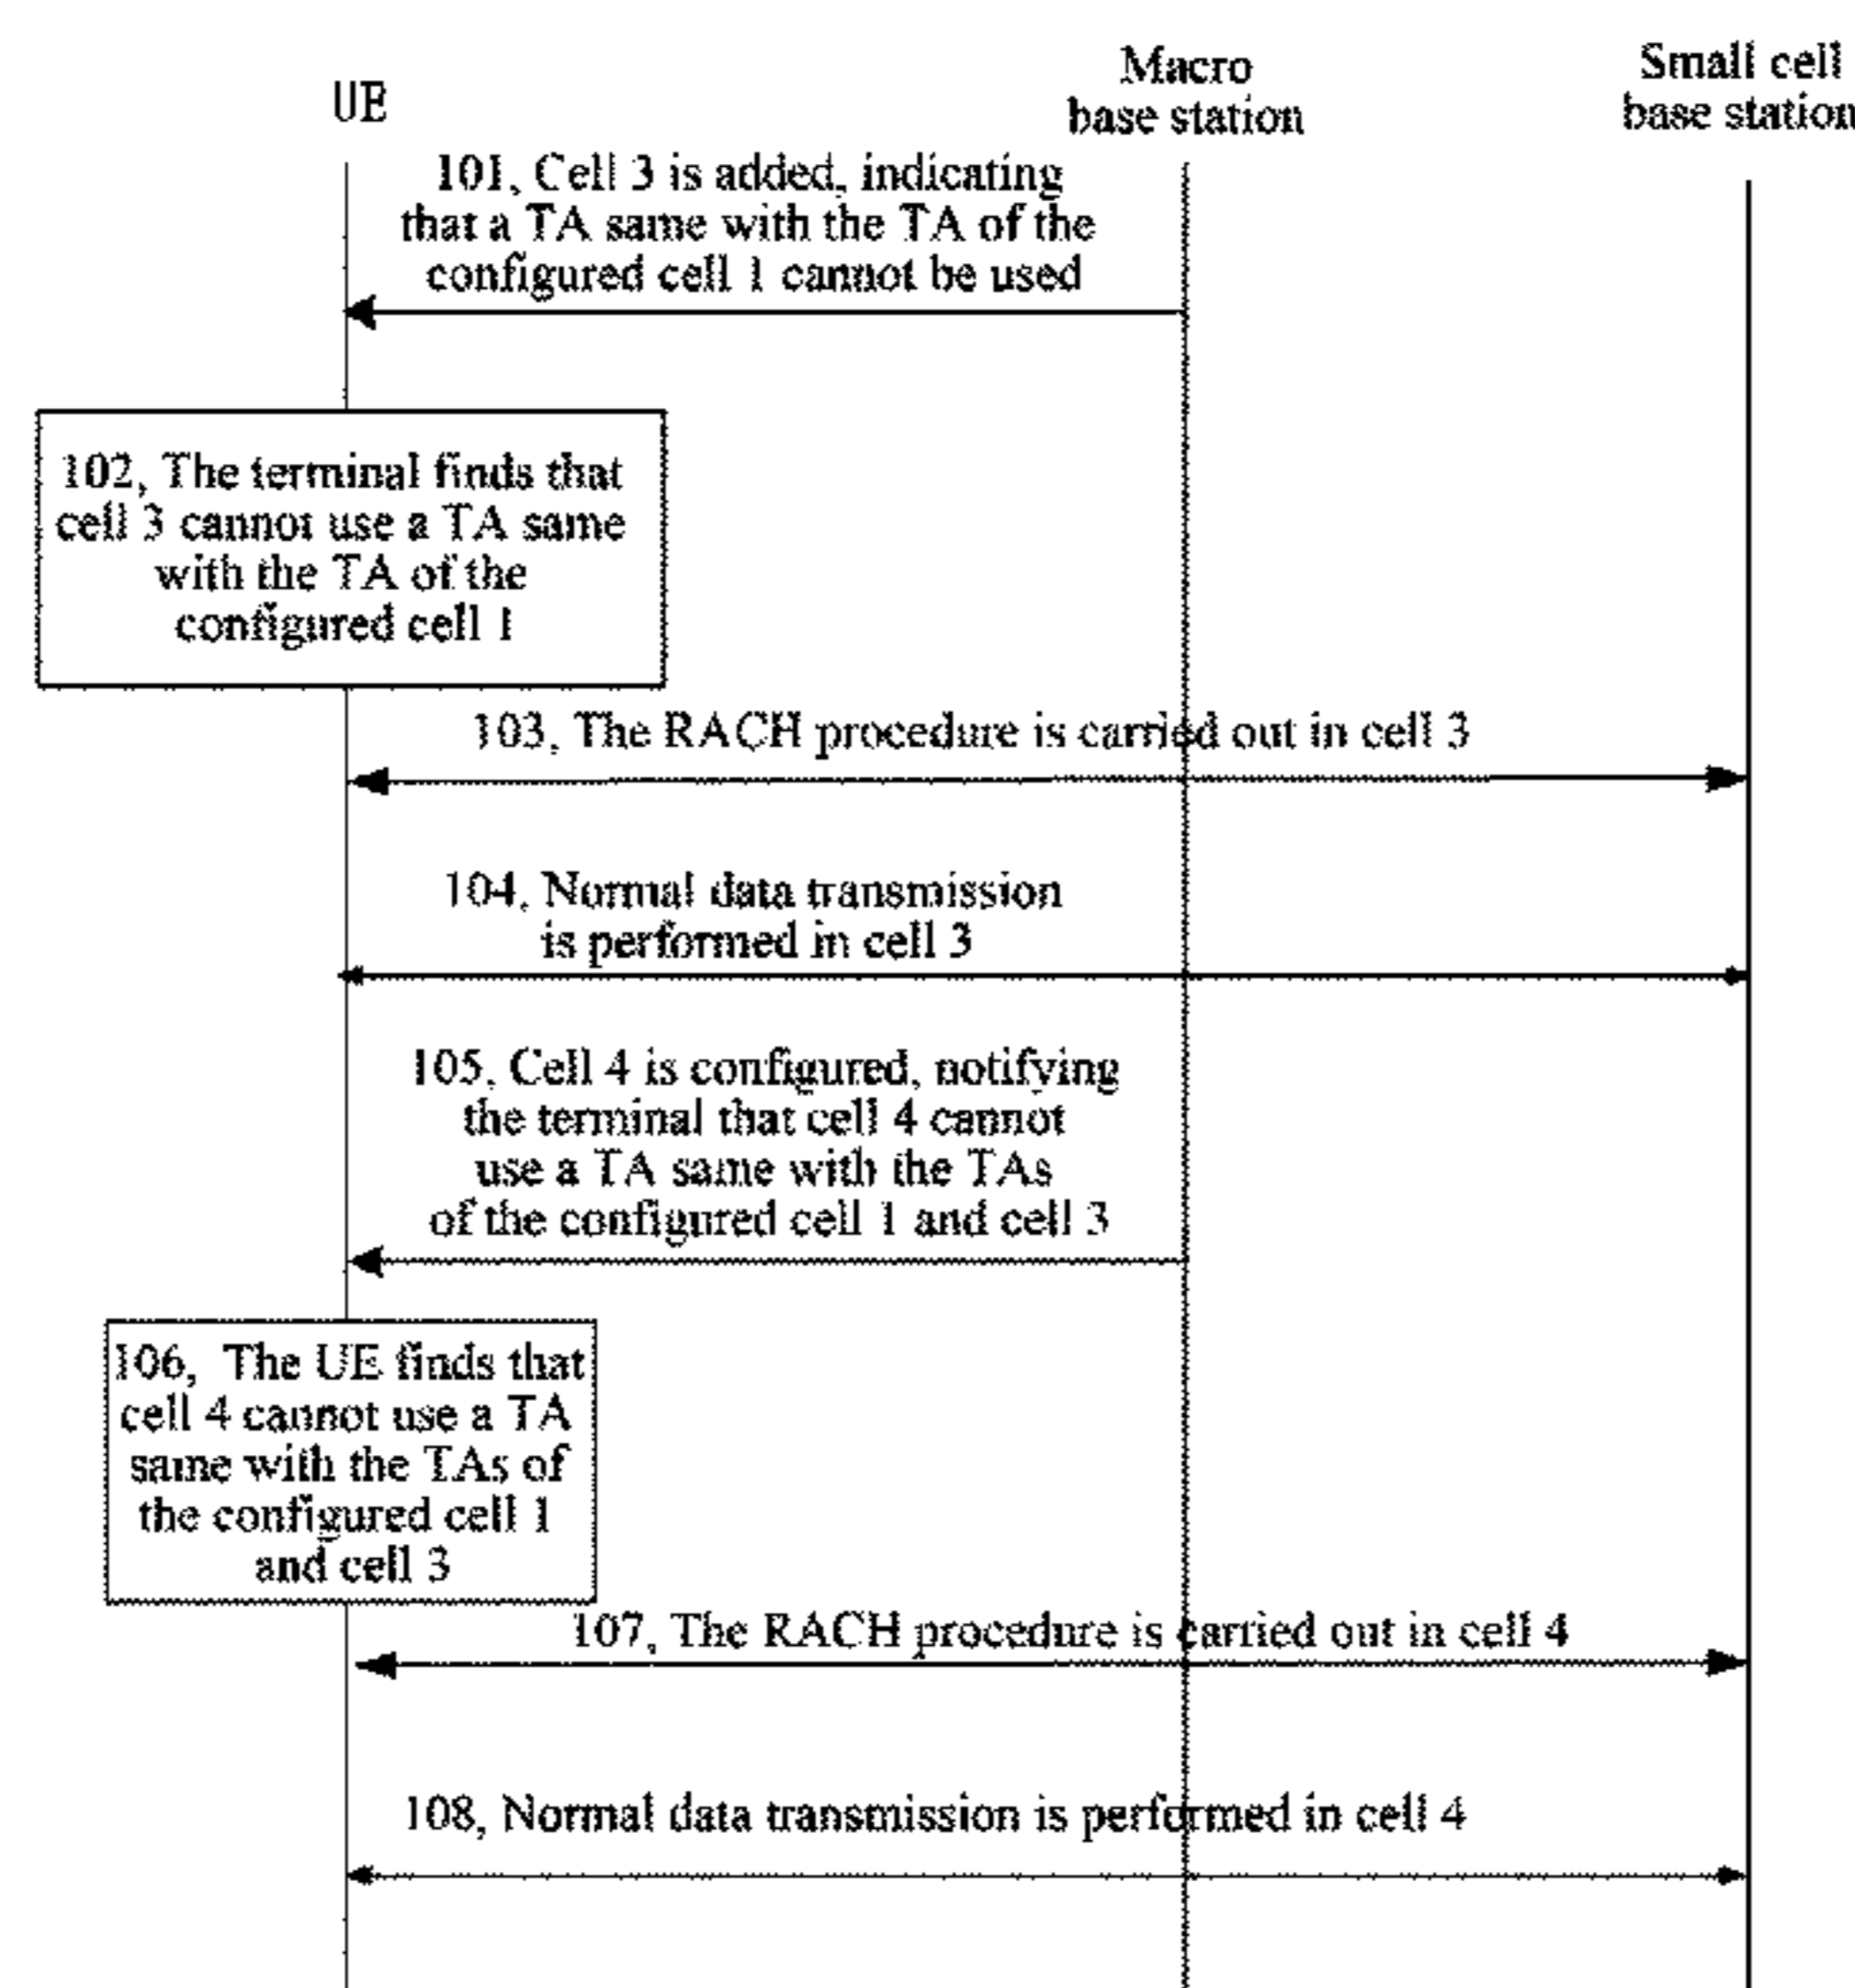 UE
Macro
base station
Small cell
base station
101, Cell 3 is added, indicating
that a TA same with the TA of the
configured cell 1 cannot be used
102, The terminal finds that
cell 3 cannot use a TA same
with the TA of the
configured cell 1
103, The RACH procedure is carried out in cell 3
104, Normal data transmission
is performed in cell 3
105, Cell 4 is configured, notifying
the terminal that cell 4 cannot
use a TA same with the TAs
of the configured cell 1 and cell 3
106, The UE finds that
cell 4 cannot use a TA
same with the TAs of
the configured cell 1
and cell 3
107, The RACH procedure is carried out in cell 4
108, Normal data transmission is performed in cell 4